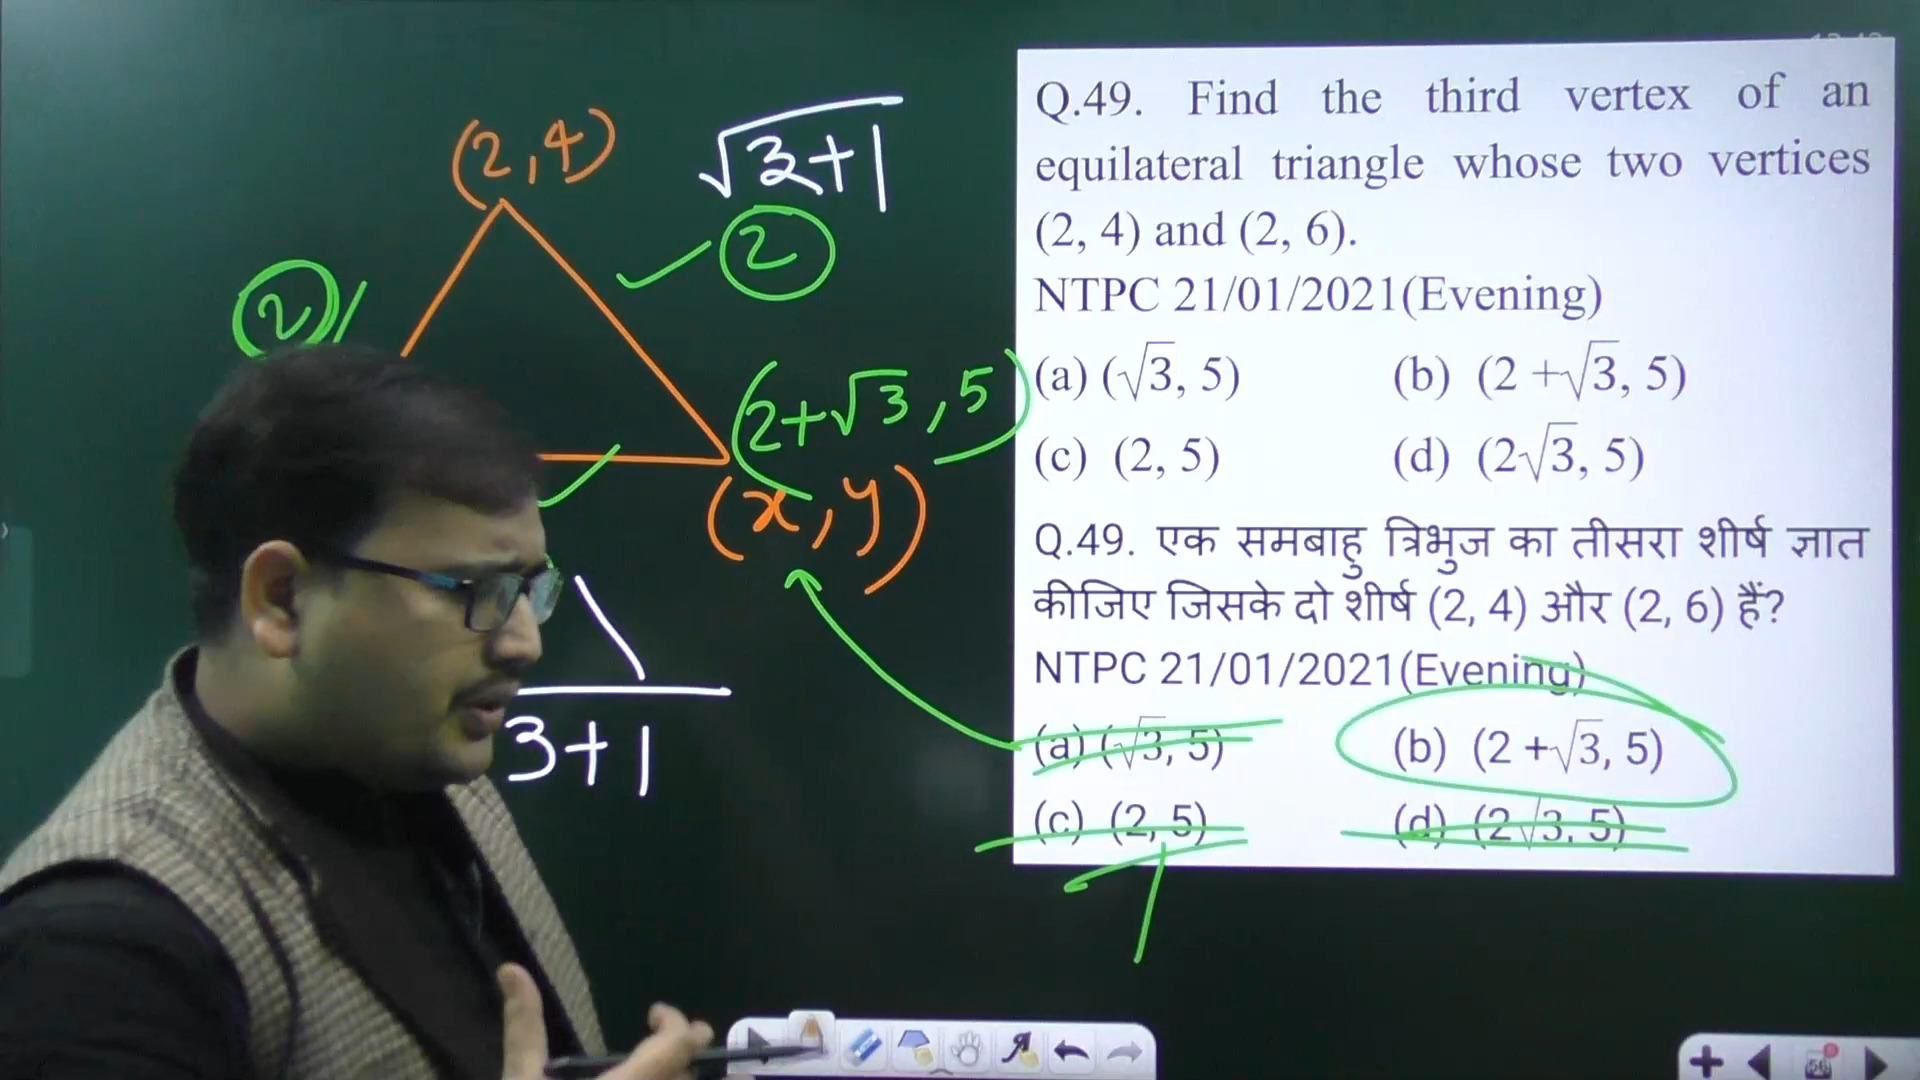 (2,4)
√3+1
2
2
(2+√3,5)
(x,y)
3+1
Q.49. Find the third vertex of an
equilateral triangle whose two vertices
(2, 4) and (2, 6).
NTPC 21/01/2021(Evening)
(a) (√3, 5) (b) (2 +√3, 5)
(c) (2, 5) (d) (2√3, 5)
Q.49. एक समबाहु त्रिभुज का तीसरा शीर्ष ज्ञात
कीजिए जिसके दो शीर्ष (2, 4) और (2, 6) हैं?
NTPC 21/01/2021(Evening)
(a) (√3, 5) (b) (2 +√3, 5)
(c) (2, 5) (d) (2√3, 5)